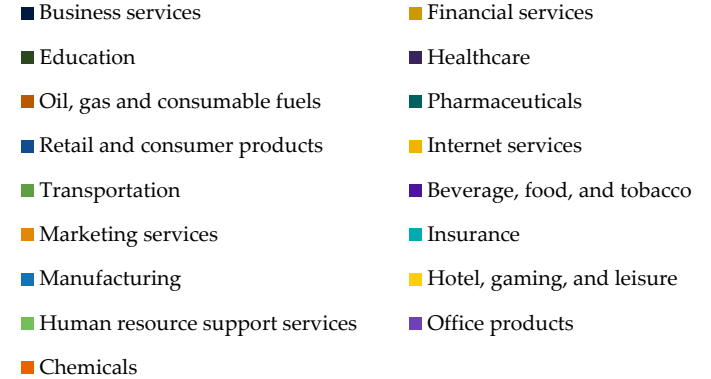 Business services
Financial services
Education
Healthcare
Oil, gas and consumable fuels
Pharmaceuticals
Retail and consumer products
Internet services
Transportation
Beverage, food, and tobacco
Marketing services
Insurance
Manufacturing
Hotel, gaming, and leisure
Human resource support services
Office products
Chemicals